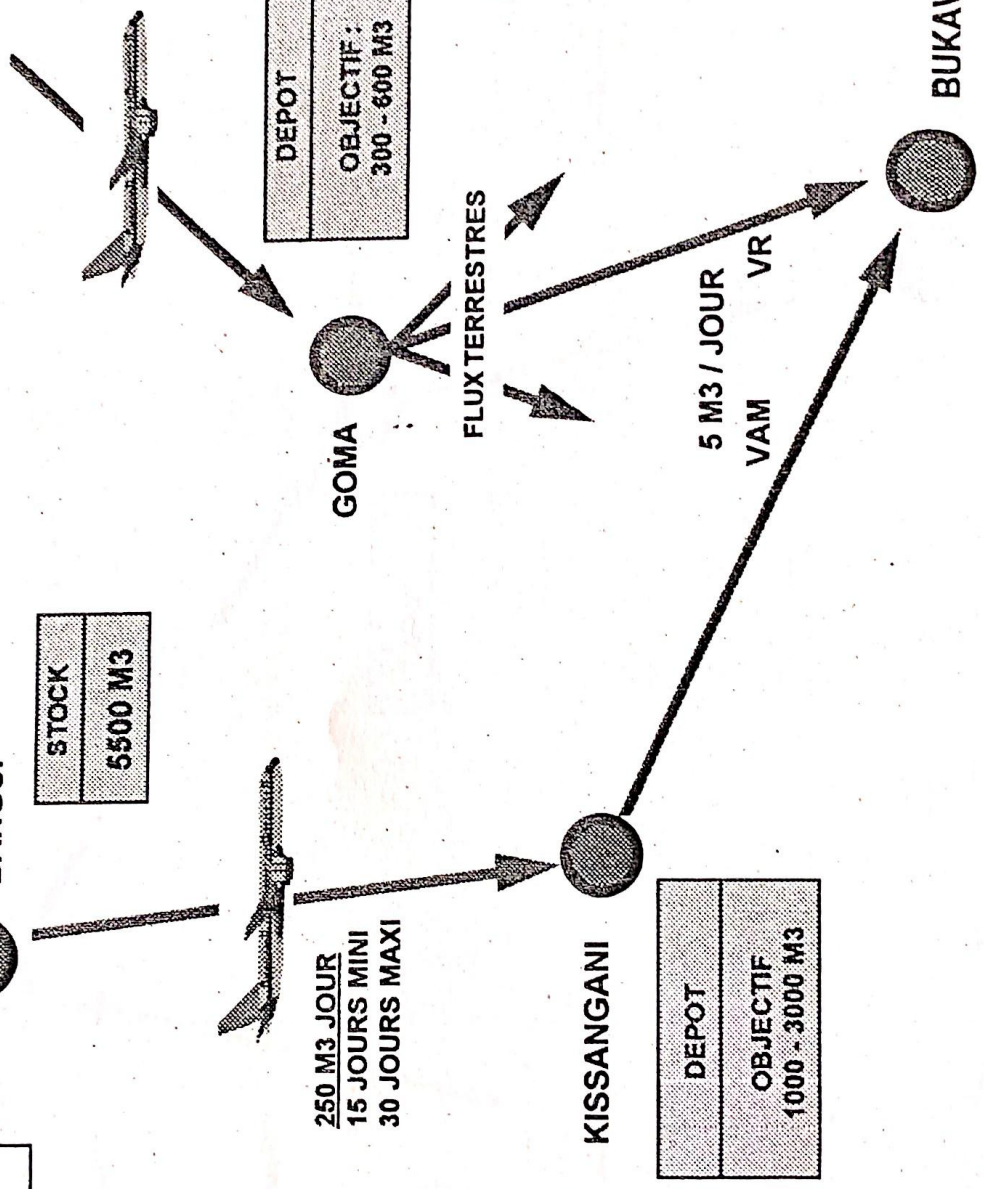 STOCK
5500 M3
DEPOT
OBJECTIF:
300 - 600 M3
GOMA
FLUX TERRESTRES
250 M3 JOUR
15 JOURS MINI
30 JOURS MAXI
KISSANGANI
DEPOT
OBJECTIF
1000 - 3000 M3
5 M3 / JOUR
VAM VR